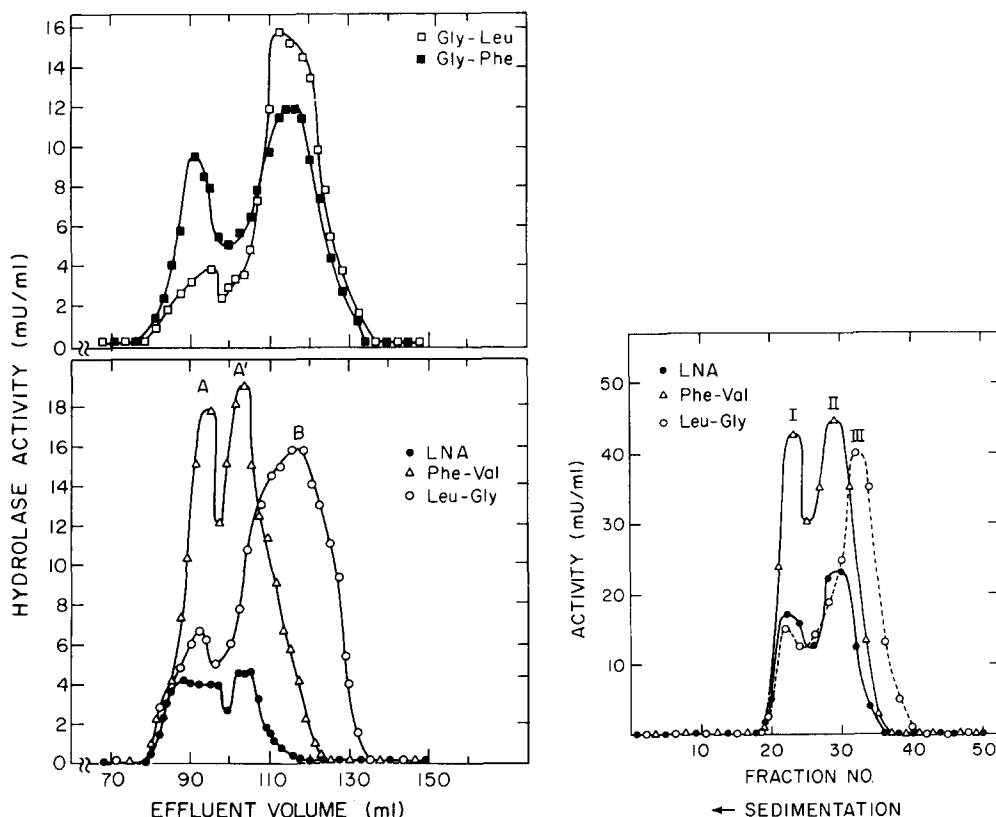 HYDROLASE ACTIVITY (mU/ml)
16
14
12
10
8
6
4
2
□ Gly-Leu
■ Gly-Phe
18
16
14
12
10
8
6
4
2
0
A
A'
B
● LNA
△ Phe-Val
○ Leu-Gly
70
90
110
130
150
EFFLUENT VOLUME (ml)
ACTIVITY (mU/ml)
50
40
30
20
10
● LNA
△ Phe-Val
○ Leu-Gly
I
II
III
10
20
30
40
50
FRACTION NO.
← SEDIMENTATION